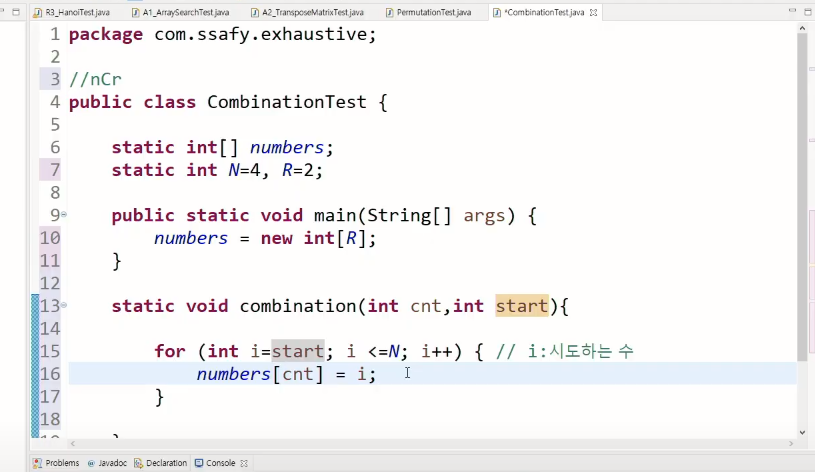 R3_HanoiTest.java A1_ArraySearchTest.java A2_TransposeMatrixTest.java PermutationTest.java *CombinationTest.java
1 package com.ssafy.exhaustive;
2
3 //nCr
4 public class CombinationTest {
5
6 static int[] numbers;
7 static int N=4, R=2;
8
9 public static void main(String[] args) {
10 numbers = new int[R];
11 }
12
13 static void combination(int cnt,int start){
14
15 for (int i=start; i <=N; i++) { // i:시도하는 수
16 numbers[cnt] = i;
17 }
18
Problems Javadoc Declaration Console